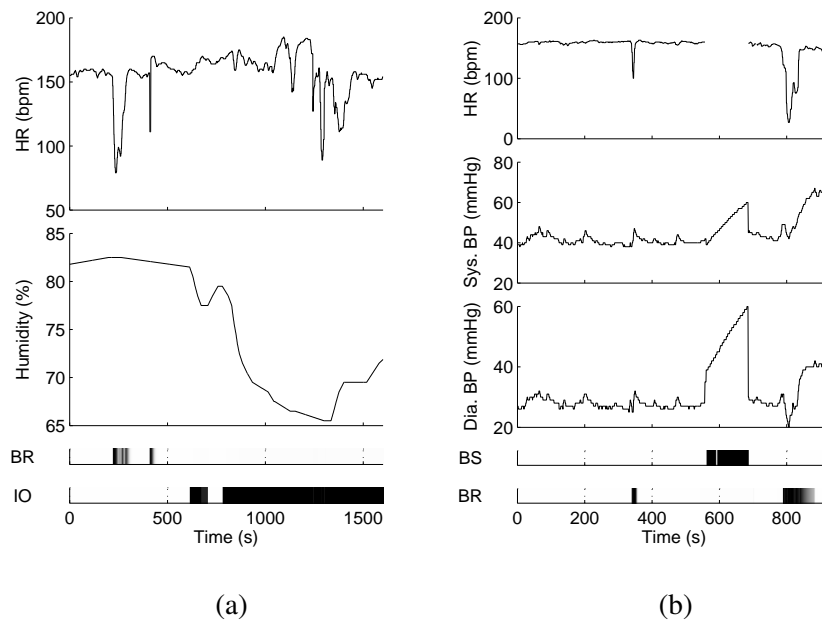 200
150
100
50
HR (bpm)
85
80
75
70
65
Humidity (%)
BR
IO
0 500 1000 1500
Time (s)
(a)
200
100
0
HR (bpm)
80
60
40
20
Sys. BP (mmHg)
60
40
20
Dia. BP (mmHg)
BS
BR
0 200 400 600 800
Time (s)
(b)